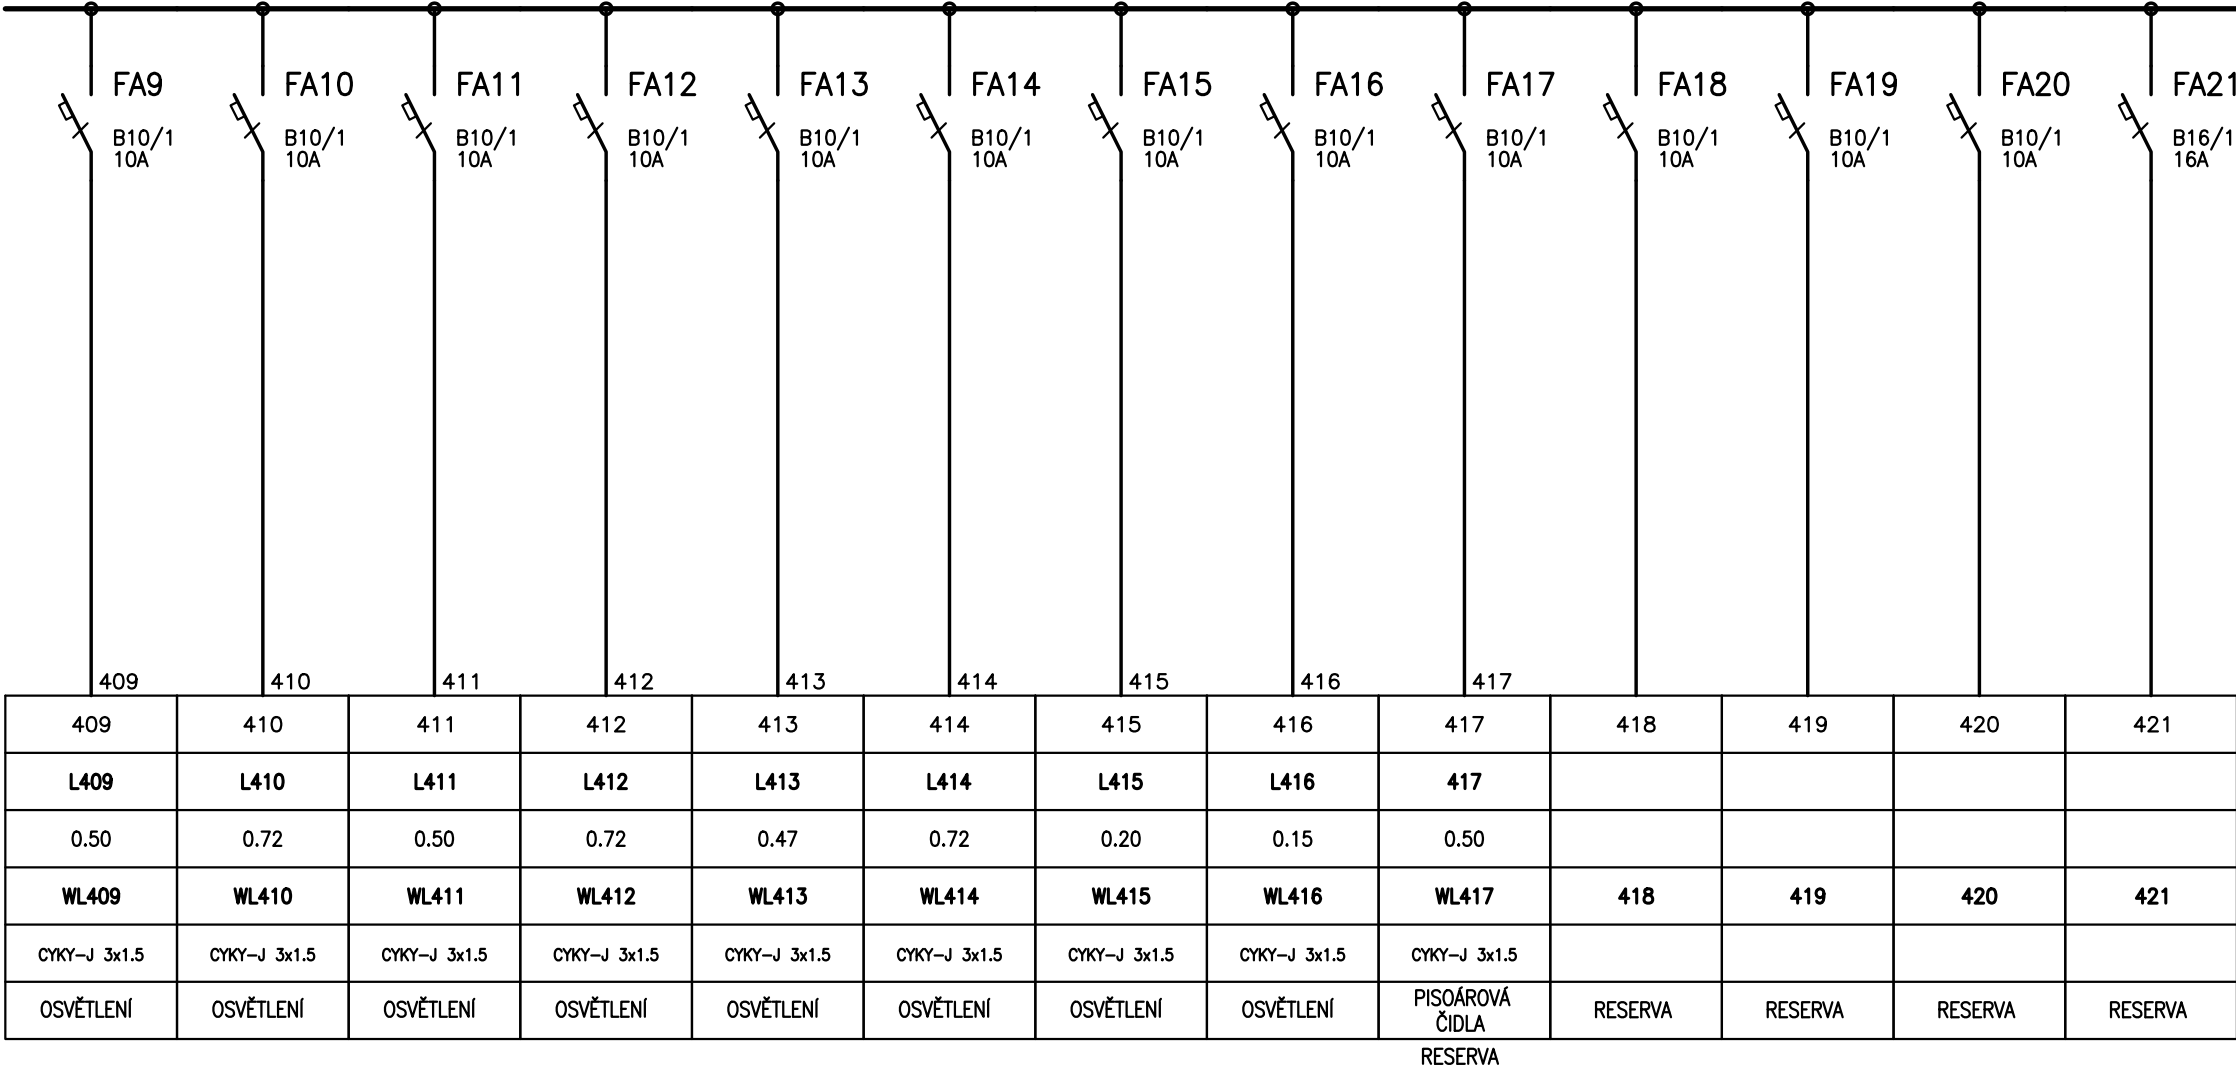 FA9 FA10 FA11 FA12 FA13 FA14 FA15 FA16 FA17 FA18 FA19 FA20 FA21
B10/1 B10/1 B10/1 B10/1 B10/1 B10/1 B10/1 B10/1 B10/1 B10/1 B10/1 B10/1 B16/1
10A 10A 10A 10A 10A 10A 10A 10A 10A 10A 10A 10A 16A
409 410 411 412 413 414 415 416 417
409 410 411 412 413 414 415 416 417 418 419 420 421
L409 L410 L411 L412 L413 L414 L415 L416 417
0.50 0.72 0.50 0.72 0.47 0.72 0.20 0.15 0.50
WL409 WL410 WL411 WL412 WL413 WL414 WL415 WL416 WL417 418 419 420 421
CYKY-J 3x1.5 CYKY-J 3x1.5 CYKY-J 3x1.5 CYKY-J 3x1.5 CYKY-J 3x1.5 CYKY-J 3x1.5 CYKY-J 3x1.5 CYKY-J 3x1.5 CYKY-J 3x1.5
OSVĚTLENÍ OSVĚTLENÍ OSVĚTLENÍ OSVĚTLENÍ OSVĚTLENÍ OSVĚTLENÍ OSVĚTLENÍ OSVĚTLENÍ PISOÁROVÁ
ČIDLA RESERVA RESERVA RESERVA RESERVA
RESERVA